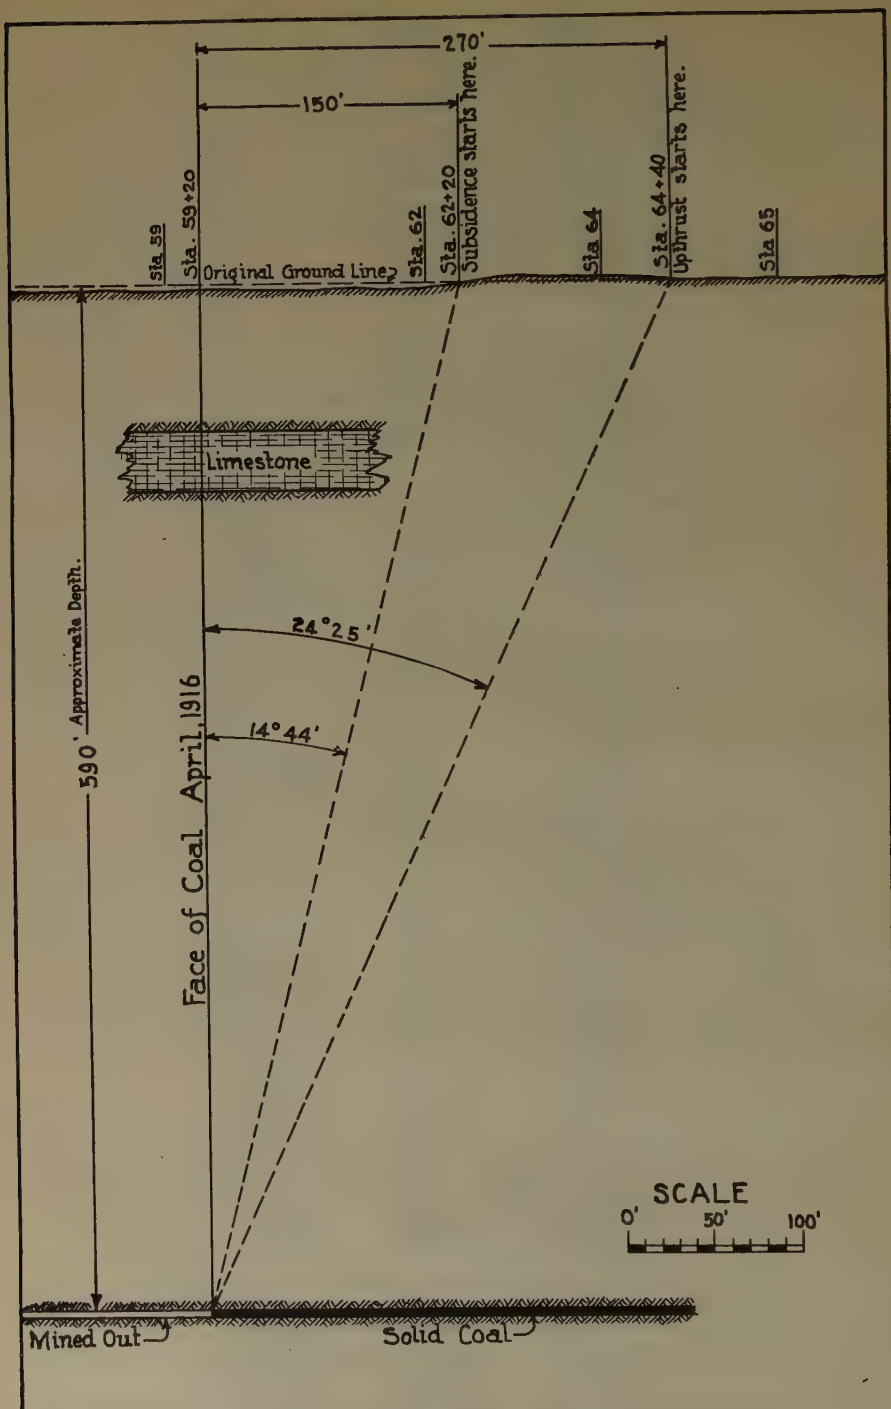 270'
150'
Sta 59
Sta. 59+20
Sta. 62
Sta. 62+20
Subsidence starts here.
Sta 64
Sta. 64+40
Upthrust starts here.
Sta 65
Original Ground Line
Limestone
590' Approximate Depth.
24°25'
14°44'
Face of Coal April, 1916
SCALE
0' 50' 100'
Mined Out
Solid Coal